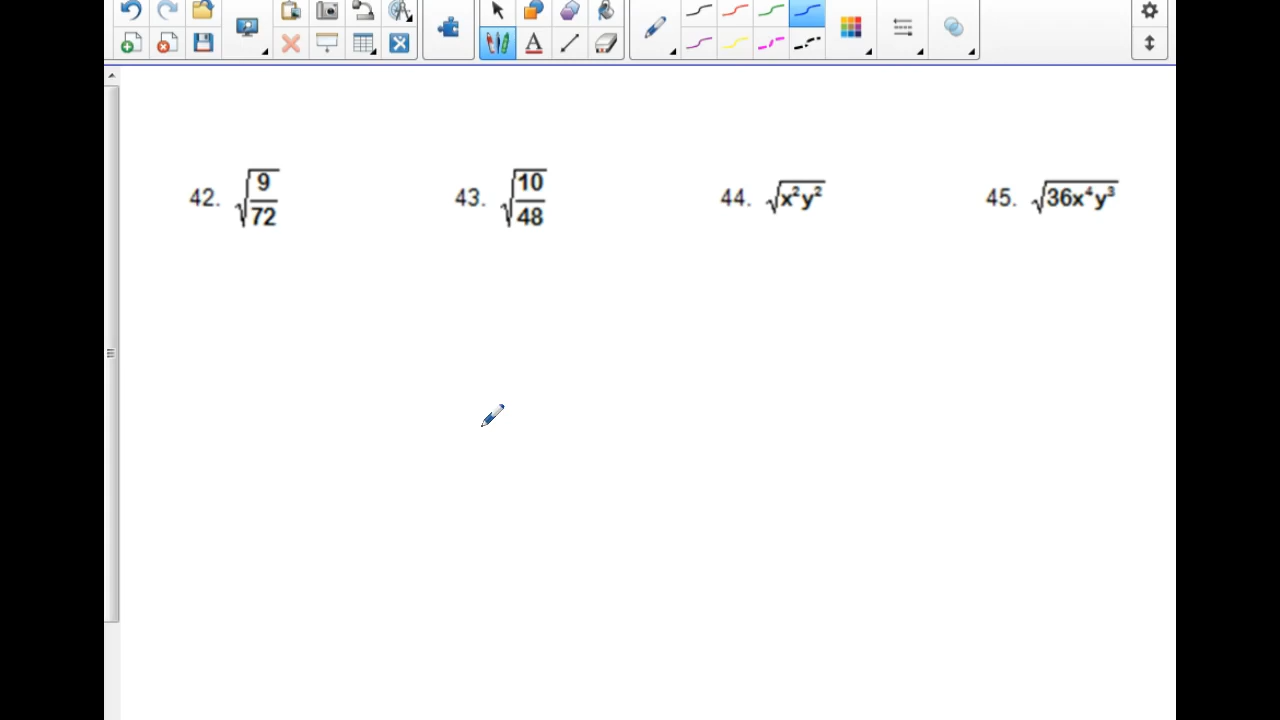 42. √(9/72) 43. √(10/48) 44. √x²y² 45. √36x⁴y³